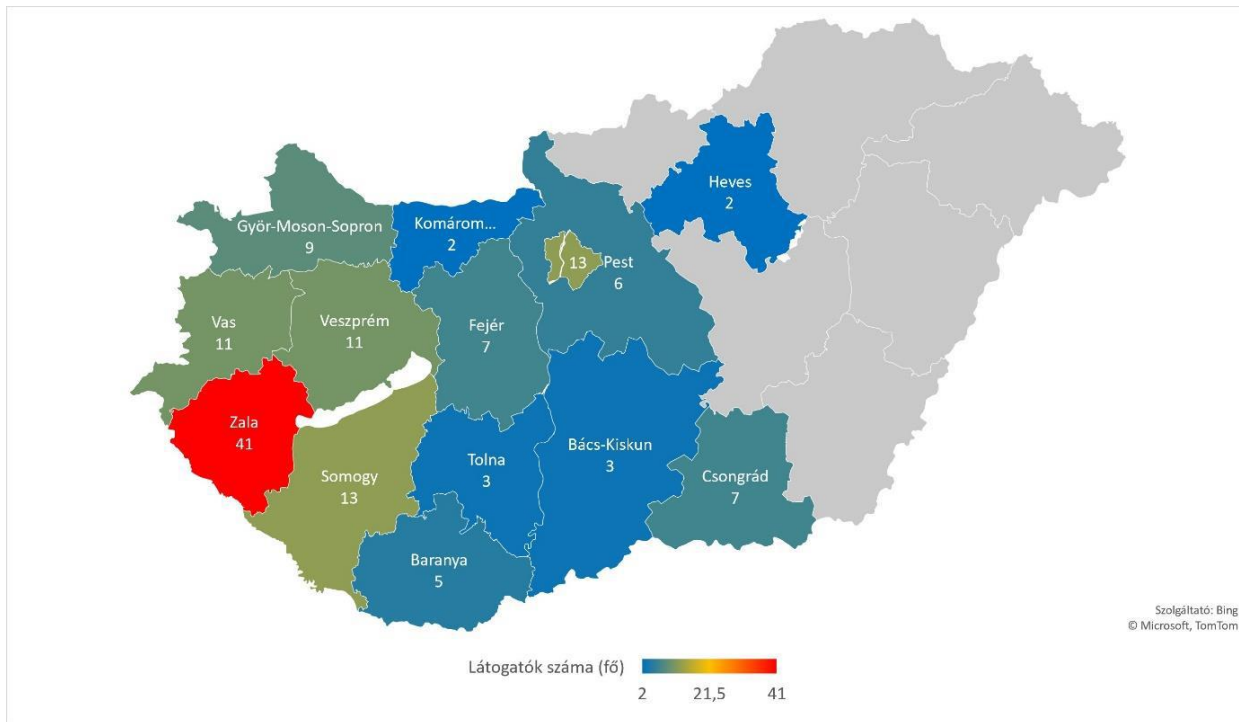 Heves
2
Győr-Moson-Sopron
9
Komárom...
2
13
Pest
6
Vas
11
Veszprém
11
Fejér
7
Zala
41
Somogy
13
Tolna
3
Bács-Kiskun
3
Csongrád
7
Baranya
5
Szolgáltató: Bing
© Microsoft, TomTom
Látogatók száma (fő)
2 21,5 41